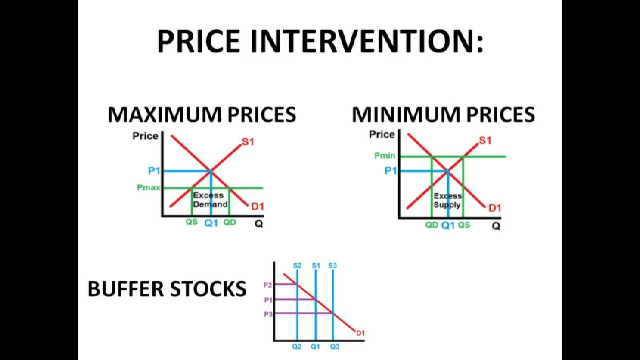 PRICE INTERVENTION:
MAXIMUM PRICES
Price
S1
P1
Pmax
Excess
Demand
D1
QS Q1 QD Q
MINIMUM PRICES
Price
S1
Pmin
P1
Excess
Supply
D1
QD Q1 QS Q
BUFFER STOCKS
S2 S1 S3
P2
P1
P3
D1
Q2 Q1 Q3